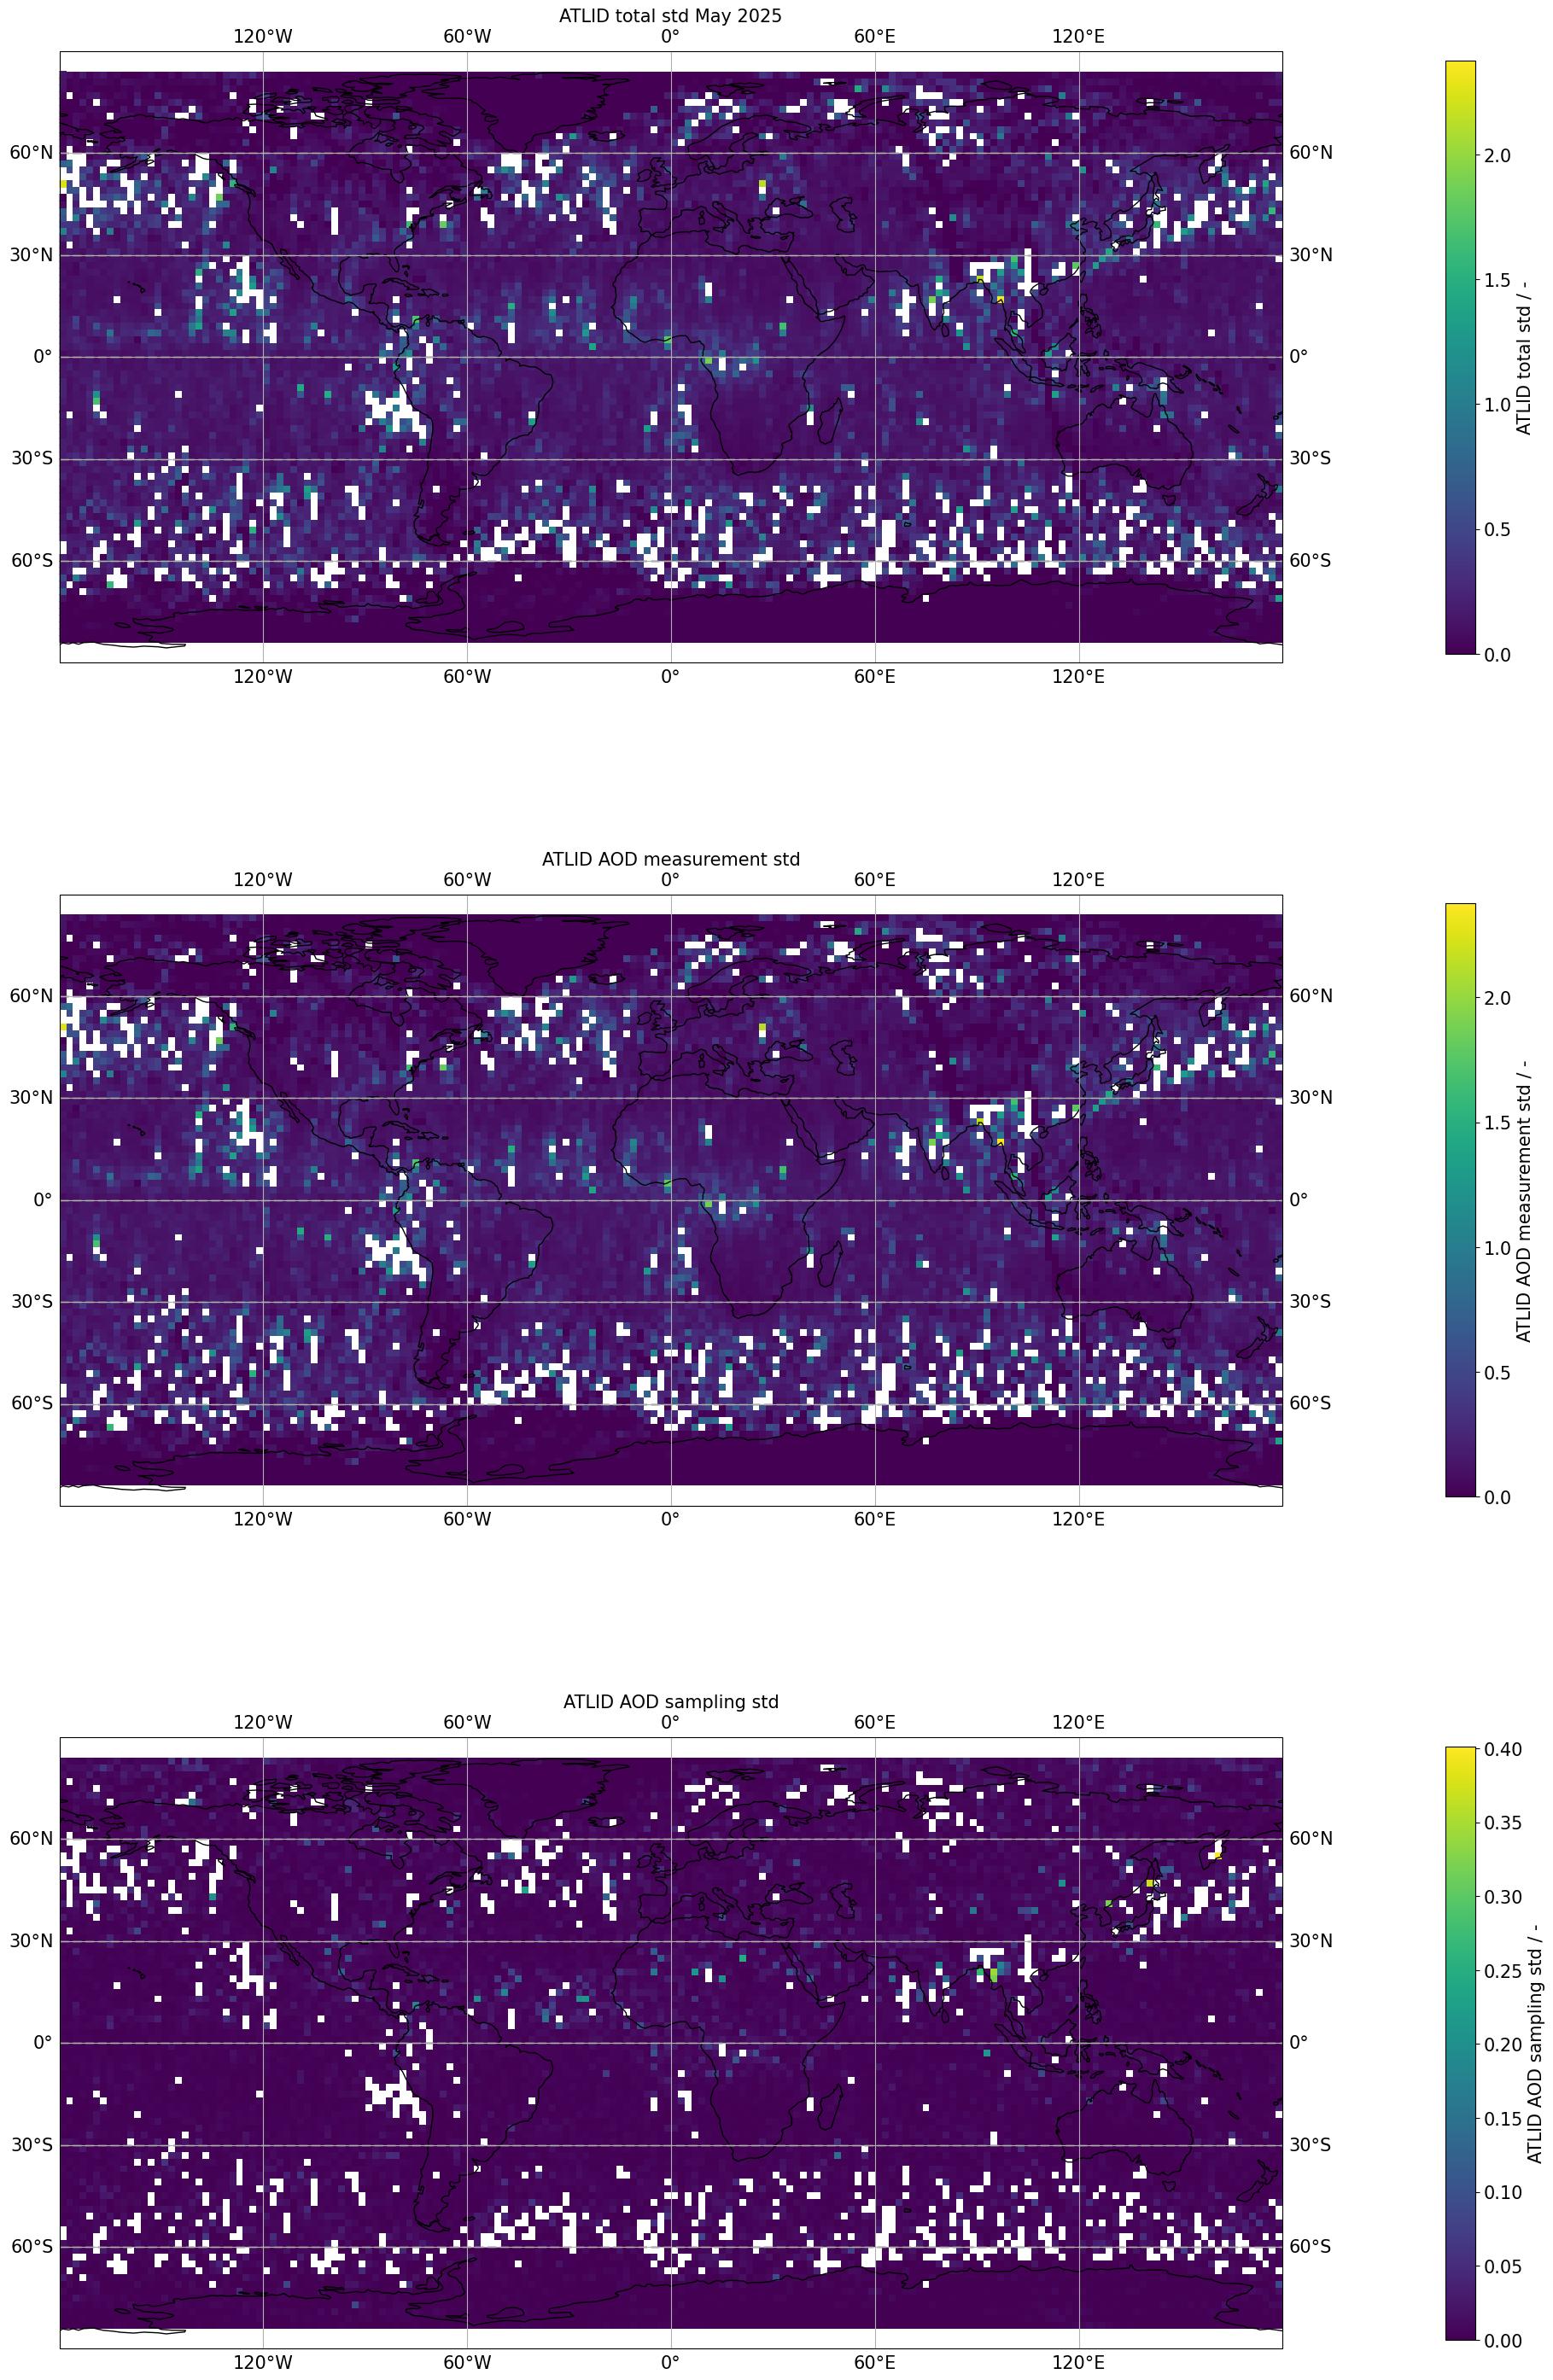 ATLID total std May 2025
120°W 60°W 0° 60°E 120°E
60°N 60°N
30°N 30°N
0° 0°
30°S 30°S
60°S 60°S
120°W 60°W 0° 60°E 120°E
2.0
1.5
1.0
0.5
0.0
ATLID total std / -
ATLID AOD measurement std
120°W 60°W 0° 60°E 120°E
60°N 60°N
30°N 30°N
0° 0°
30°S 30°S
60°S 60°S
120°W 60°W 0° 60°E 120°E
2.0
1.5
1.0
0.5
0.0
ATLID AOD measurement std / -
ATLID AOD sampling std
120°W 60°W 0° 60°E 120°E
60°N 60°N
30°N 30°N
0° 0°
30°S 30°S
60°S 60°S
120°W 60°W 0° 60°E 120°E
0.40
0.35
0.30
0.25
0.20
0.15
0.10
0.05
0.00
ATLID AOD sampling std / -